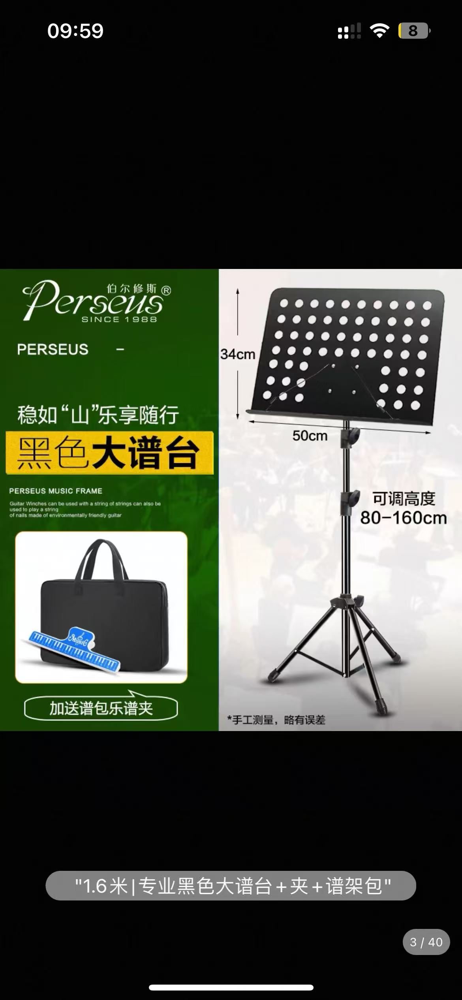 09:59
8
伯尔修斯®
Perseus
SINCE 1988
PERSEUS –
稳如“山”乐享随行
黑色大谱台
PERSEUS MUSIC FRAME
Guitar Winches can be used with a string of strings can also be
used to play a string
of nails made of environmentally friendly guitar
MUSIC
加送谱包乐谱夹
34cm
50cm
可调高度
80-160cm
*手工测量，略有误差
"1.6米|专业黑色大谱台+夹+谱架包"
3 / 40